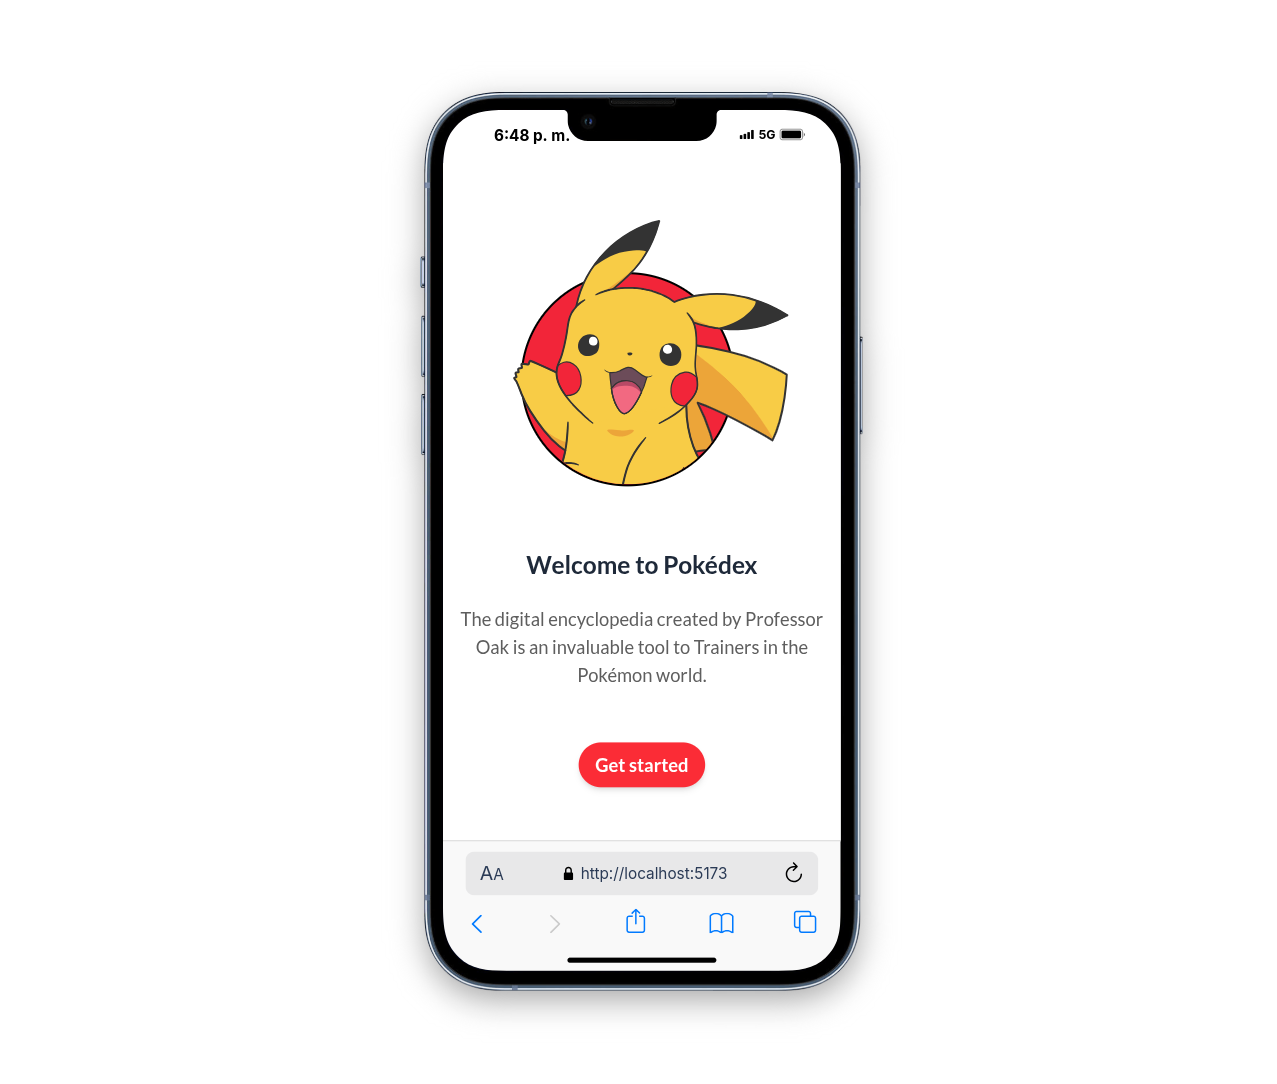 6:48 p. m. 5G
Welcome to Pokédex
The digital encyclopedia created by Professor
Oak is an invaluable tool to Trainers in the
Pokémon world.
Get started
AA http://localhost:5173